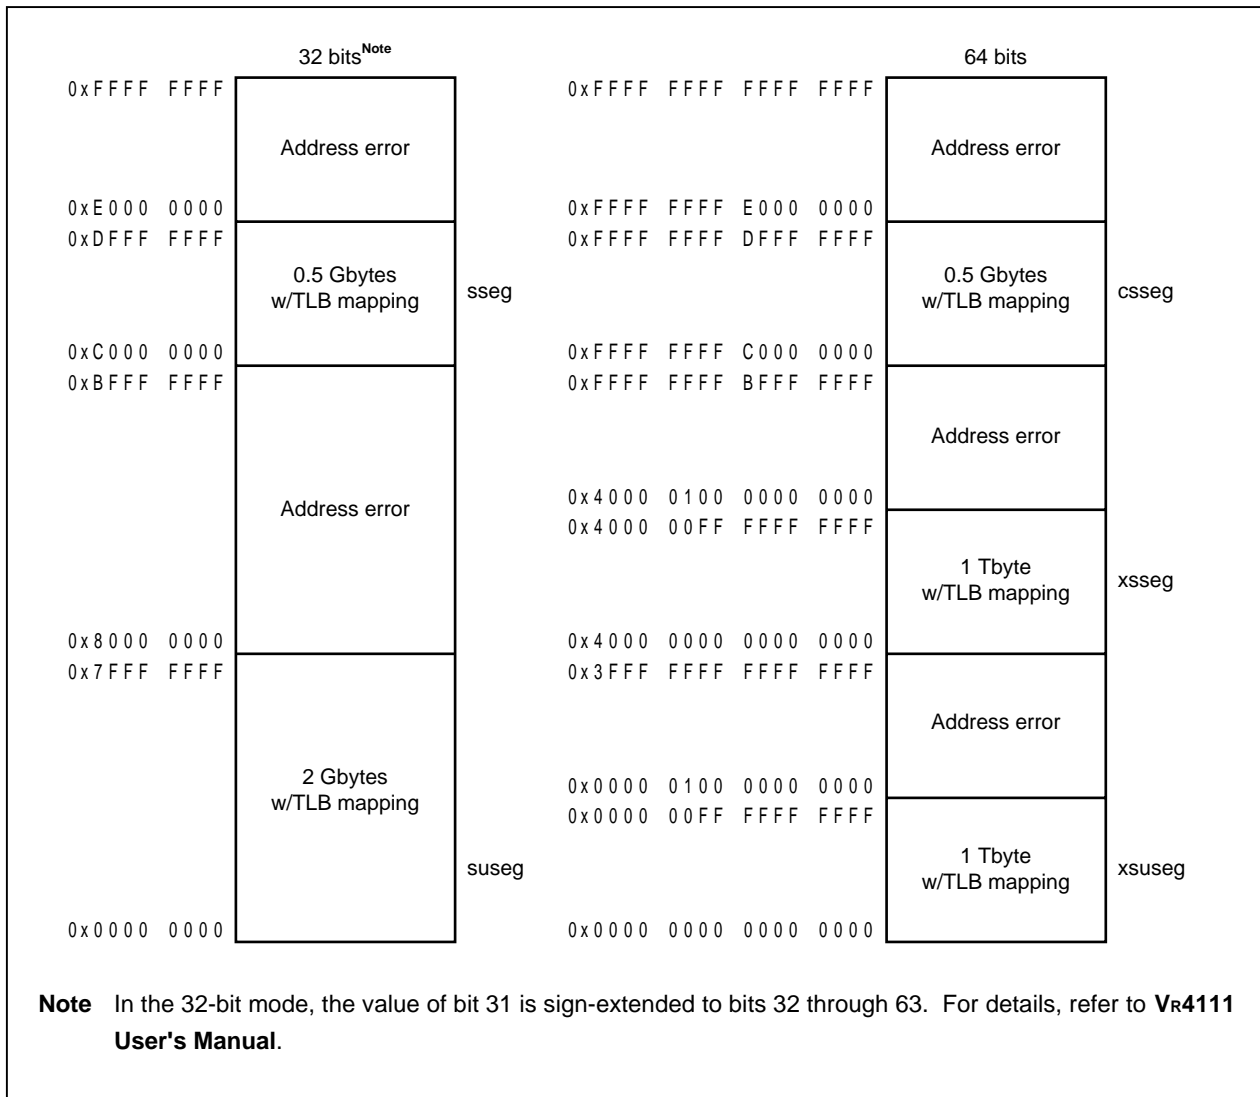 32 bitsNote
0xFFFF FFFF
Address error
0xE000 0000
0xDFFF FFFF
0.5 Gbytes
w/TLB mapping
sseg
0xC000 0000
0xBFFF FFFF
Address error
0x8000 0000
0x7FFF FFFF
2 Gbytes
w/TLB mapping
suseg
0x0000 0000
64 bits
0xFFFF FFFF FFFF FFFF
Address error
0xFFFF FFFF E000 0000
0xFFFF FFFF DFFF FFFF
0.5 Gbytes
w/TLB mapping
csseg
0xFFFF FFFF C000 0000
0xFFFF FFFF BFFF FFFF
Address error
0x4000 0100 0000 0000
0x4000 00FF FFFF FFFF
1 Tbyte
w/TLB mapping
xsseg
0x4000 0000 0000 0000
0x3FFF FFFF FFFF FFFF
Address error
0x0000 0100 0000 0000
0x0000 00FF FFFF FFFF
1 Tbyte
w/TLB mapping
xsuseg
0x0000 0000 0000 0000
Note In the 32-bit mode, the value of bit 31 is sign-extended to bits 32 through 63. For details, refer to VR4111
User's Manual.